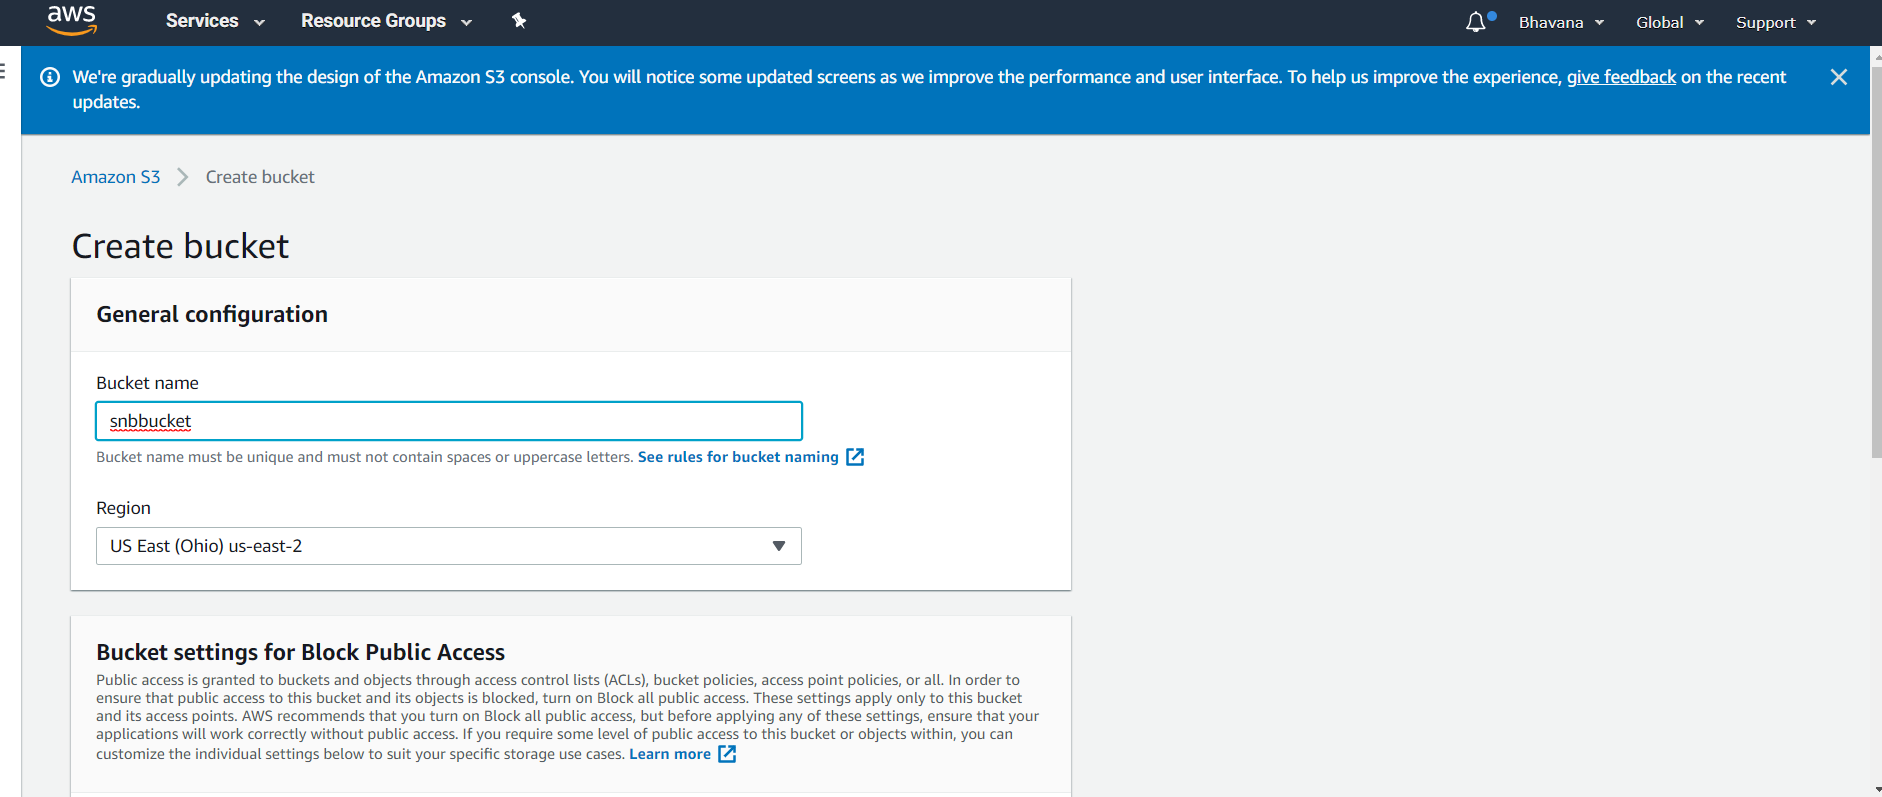 aws Services Resource Groups Bhavana Global Support
We're gradually updating the design of the Amazon S3 console. You will notice some updated screens as we improve the performance and user interface. To help us improve the experience, give feedback on the recent
updates.
Amazon S3 Create bucket
Create bucket
General configuration
Bucket name
snbbucket
Bucket name must be unique and must not contain spaces or uppercase letters. See rules for bucket naming
Region
US East (Ohio) us-east-2
Bucket settings for Block Public Access
Public access is granted to buckets and objects through access control lists (ACLs), bucket policies, access point policies, or all. In order to
ensure that public access to this bucket and its objects is blocked, turn on Block all public access. These settings apply only to this bucket
and its access points. AWS recommends that you turn on Block all public access, but before applying any of these settings, ensure that your
applications will work correctly without public access. If you require some level of public access to this bucket or objects within, you can
customize the individual settings below to suit your specific storage use cases. Learn more